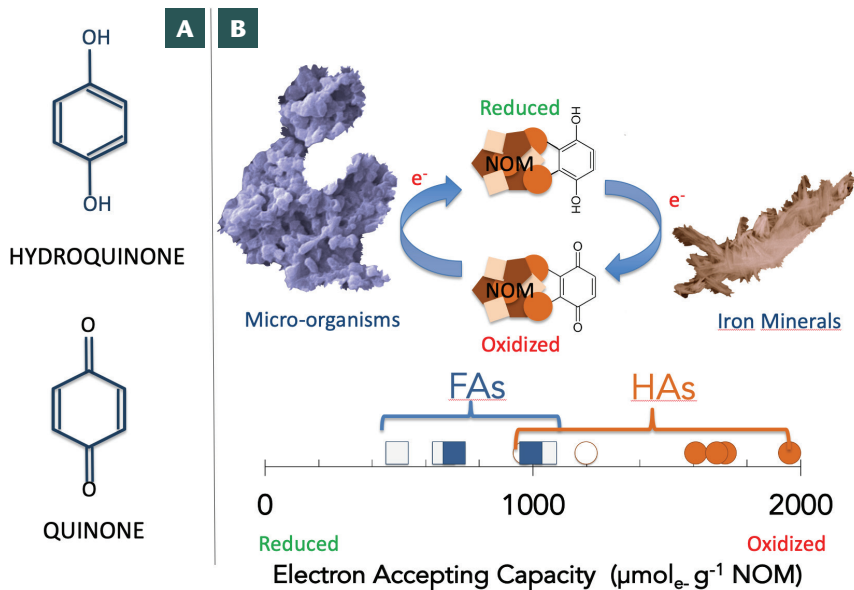 A
B
OH
OH
HYDROQUINONE
O
O
QUINONE
Reduced
OH
NOM
OH
e-
e-
O
NOM
O
Oxidized
Micro-organisms
Iron Minerals
FAs
HAs
0
1000
2000
Reduced
Oxidized
Electron Accepting Capacity (µmole- g-1 NOM)